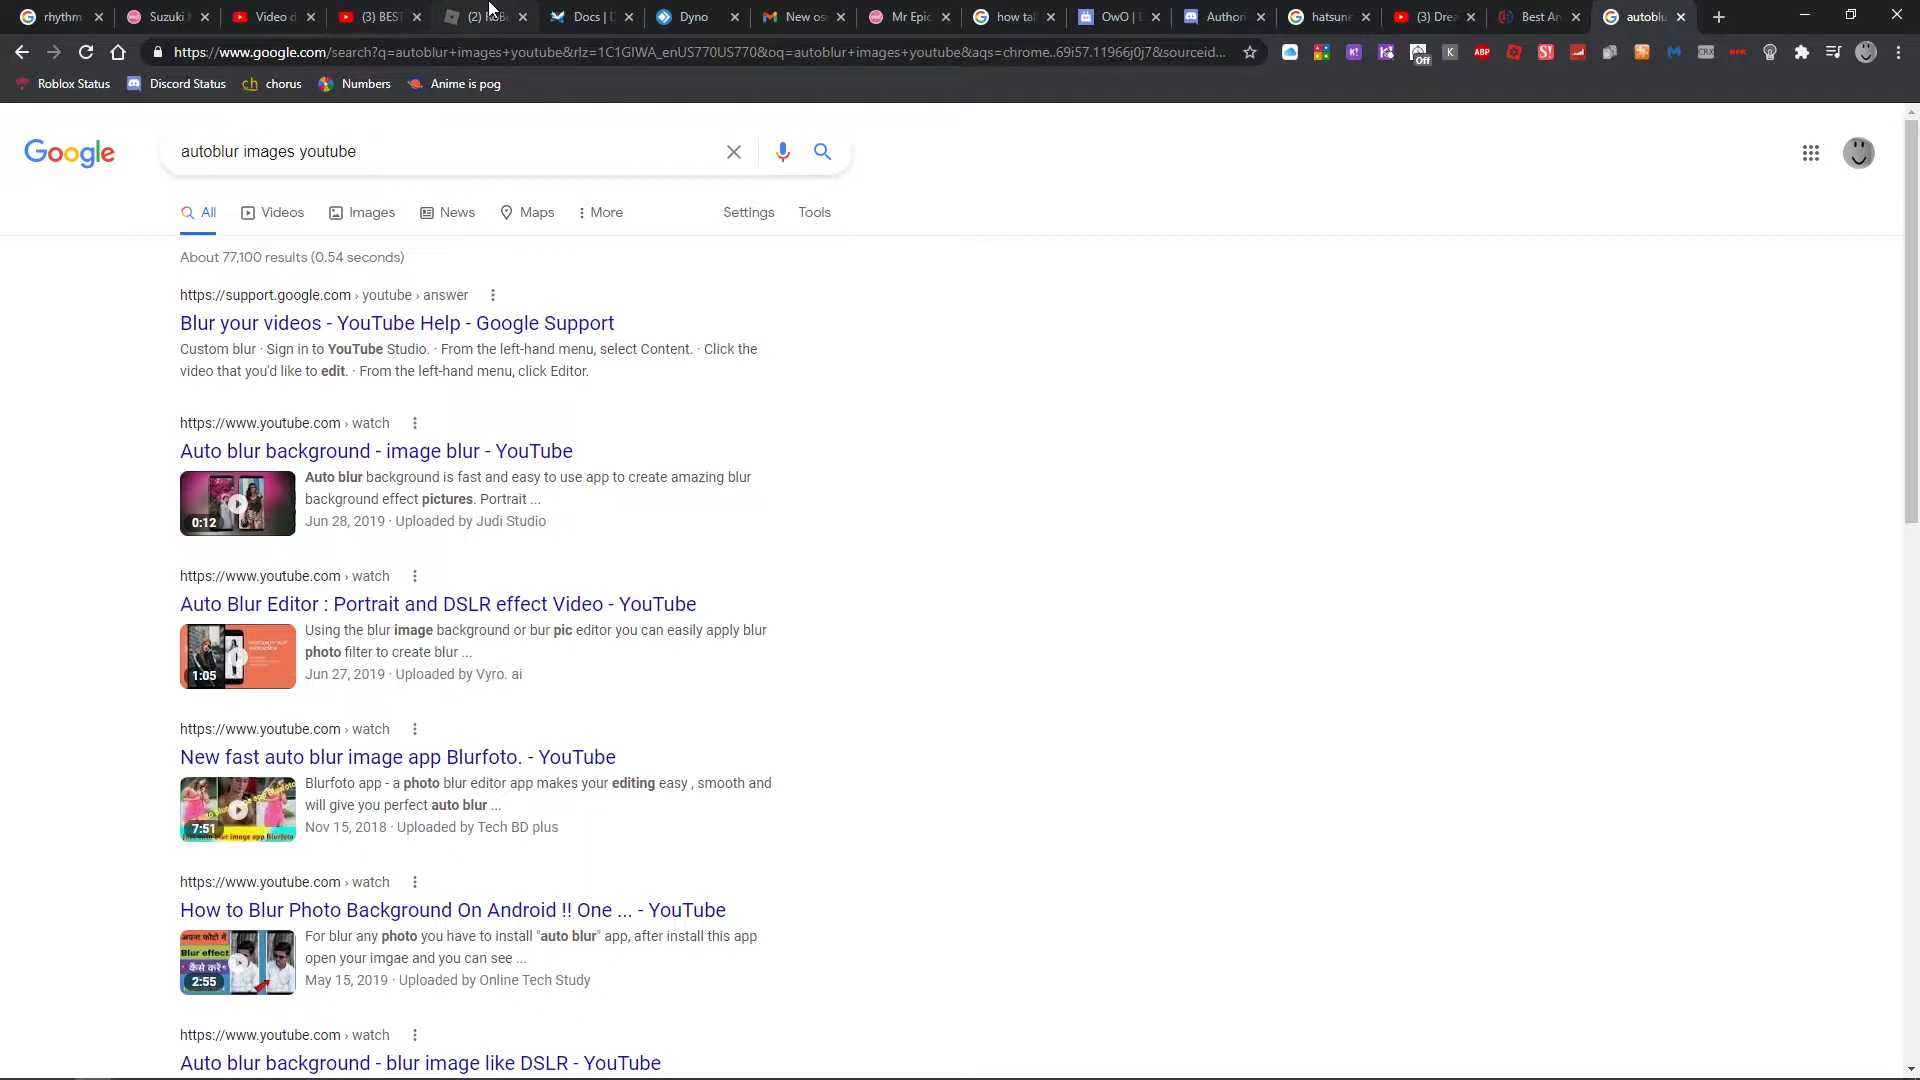 rhythm
Suzuki
Video d
(3) BES
(2)
Docs | D
Dyno
New os
Mr Epic
how tal
OwO | D
Authori
hatsune
(3) Drea
Best An
autoblu
https://www.google.com/search?q=autoblur+images+youtube&rlz=1C1GIWA_enUS770US770&oq=autoblur+images+youtube&aqs=chrome..69i57.11966j0j7&sourceid...
Off
ABP
CRX
Roblox Status
Discord Status
ch chorus
Numbers
Anime is pog
Google
autoblur images youtube
All
Videos
Images
News
Maps
More
Settings
Tools
About 77,100 results (0.54 seconds)
https://support.google.com › youtube › answer
Blur your videos - YouTube Help - Google Support
Custom blur · Sign in to YouTube Studio. · From the left-hand menu, select Content. · Click the
video that you'd like to edit. · From the left-hand menu, click Editor.
https://www.youtube.com › watch
Auto blur background - image blur - YouTube
0:12
Auto blur background is fast and easy to use app to create amazing blur
background effect pictures. Portrait ...
Jun 28, 2019 · Uploaded by Judi Studio
https://www.youtube.com › watch
Auto Blur Editor : Portrait and DSLR effect Video - YouTube
1:05
Using the blur image background or bur pic editor you can easily apply blur
photo filter to create blur ...
Jun 27, 2019 · Uploaded by Vyro. ai
https://www.youtube.com › watch
New fast auto blur image app Blurfoto. - YouTube
7:51
Blurfoto app - a photo blur editor app makes your editing easy , smooth and
will give you perfect auto blur ...
Nov 15, 2018 · Uploaded by Tech BD plus
https://www.youtube.com › watch
How to Blur Photo Background On Android !! One ... - YouTube
Blur effect
2:55
For blur any photo you have to install "auto blur" app, after install this app
open your imgae and you can see ...
May 15, 2019 · Uploaded by Online Tech Study
https://www.youtube.com › watch
Auto blur background - blur image like DSLR - YouTube